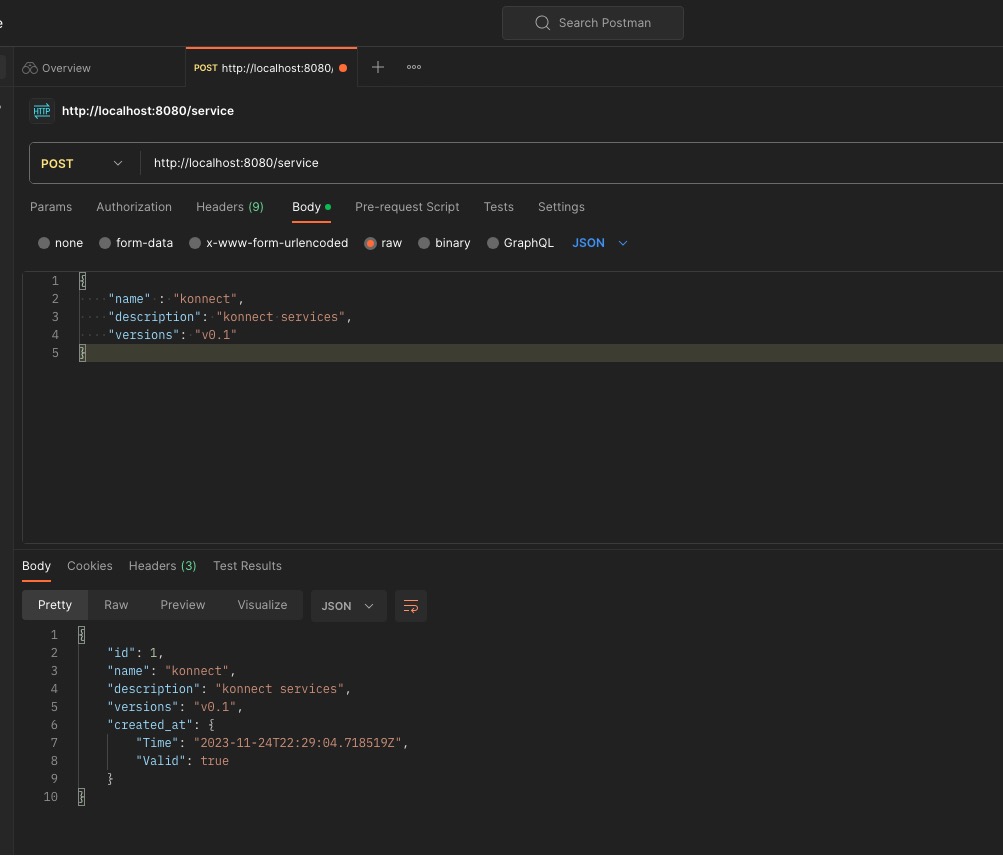 e
Search Postman
Overview
POST http://localhost:8080/
HTTP http://localhost:8080/service
POST http://localhost:8080/service
Params Authorization Headers (9) Body Pre-request Script Tests Settings
none form-data x-www-form-urlencoded raw binary GraphQL JSON
1 {
2 ····"name"·:·"konnect",
3 ····"description":·"konnect·services",
4 ····"versions":·"v0.1"
5 }
Body Cookies Headers (3) Test Results
Pretty Raw Preview Visualize JSON
1 {
2 "id": 1,
3 "name": "konnect",
4 "description": "konnect services",
5 "versions": "v0.1",
6 "created_at": {
7 "Time": "2023-11-24T22:29:04.718519Z",
8 "Valid": true
9 }
10 }